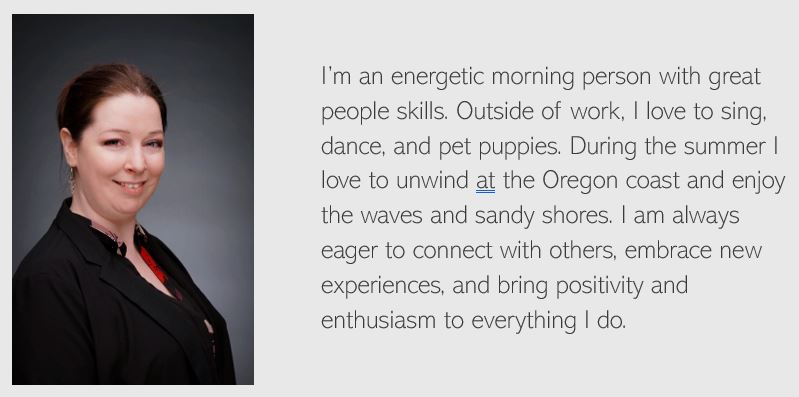 I'm an energetic morning person with great
people skills. Outside of work, I love to sing,
dance, and pet puppies. During the summer I
love to unwind at the Oregon coast and enjoy
the waves and sandy shores. I am always
eager to connect with others, embrace new
experiences, and bring positivity and
enthusiasm to everything I do.